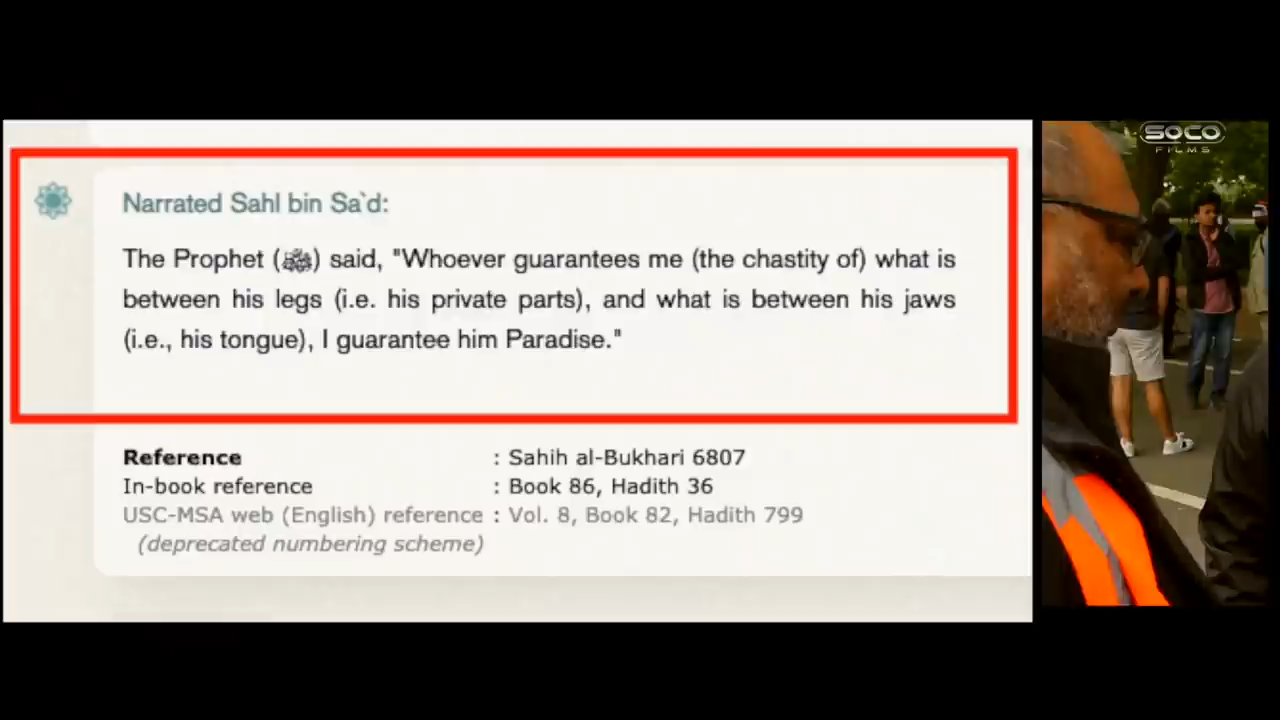 Narrated Sahl bin Sa`d:
The Prophet (ﷺ) said, "Whoever guarantees me (the chastity of) what is
between his legs (i.e. his private parts), and what is between his jaws
(i.e., his tongue), I guarantee him Paradise."
Reference : Sahih al-Bukhari 6807
In-book reference : Book 86, Hadith 36
USC-MSA web (English) reference : Vol. 8, Book 82, Hadith 799
(deprecated numbering scheme)
SOCO
FILMS